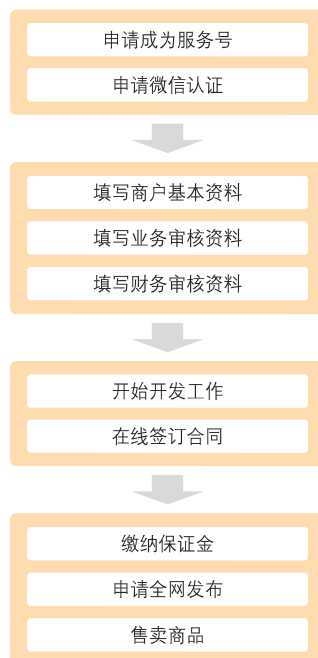 申请成为服务号
申请微信认证
填写商户基本资料
填写业务审核资料
填写财务审核资料
开始开发工作
在线签订合同
缴纳保证金
申请全网发布
售卖商品